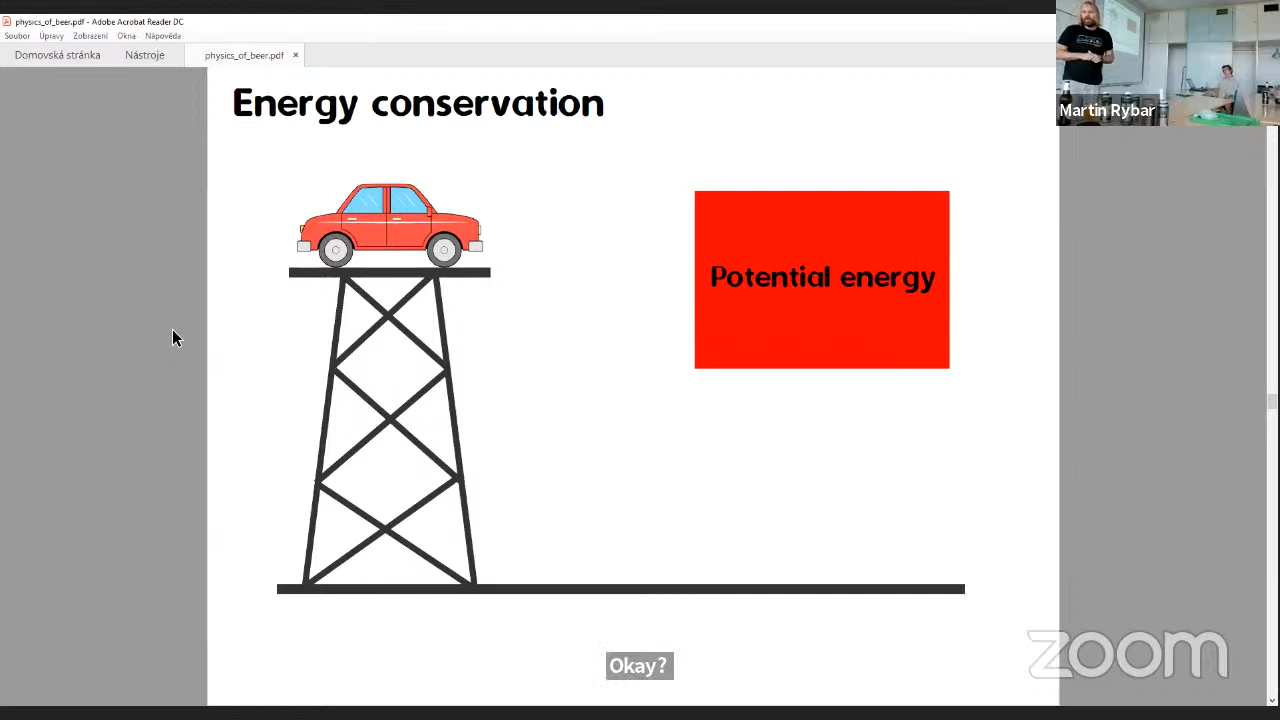 physics_of_beer.pdf - Adobe Acrobat Reader DC
Soubor Úpravy Zobrazení Okna Nápověda
Domovská stránka Nástroje physics_of_beer.pdf ×
Martin Rybar
Energy conservation
Potential energy
Okay?
zoom